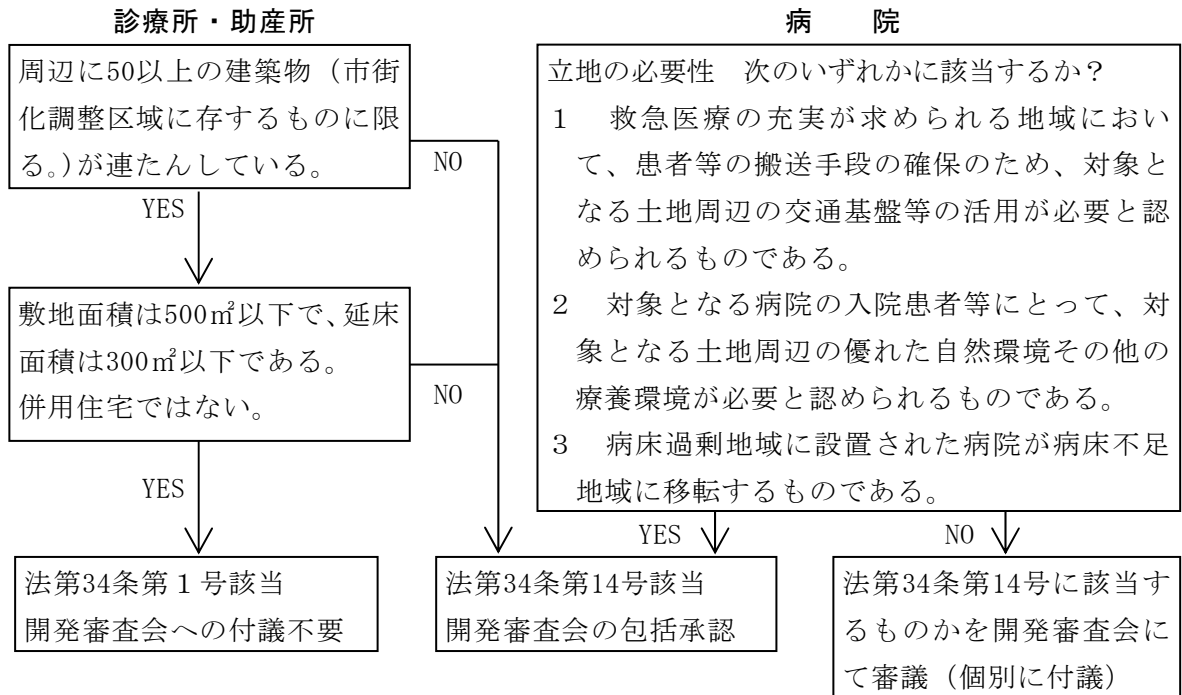 診療所・助産所
周辺に50以上の建築物（市街
化調整区域に存するものに限
る。）が連たんしている。
NO
YES
敷地面積は500㎡以下で、延床
面積は300㎡以下である。
併用住宅ではない。
NO
YES
病　　院
立地の必要性　次のいずれかに該当するか？
１　救急医療の充実が求められる地域におい
て、患者等の搬送手段の確保のため、対象と
なる土地周辺の交通基盤等の活用が必要と認
められるものである。
２　対象となる病院の入院患者等にとって、対
象となる土地周辺の優れた自然環境その他の
療養環境が必要と認められるものである。
３　病床過剰地域に設置された病院が病床不足
地域に移転するものである。
YES
NO
法第34条第１号該当
開発審査会への付議不要
法第34条第14号該当
開発審査会の包括承認
法第34条第14号に該当す
るものかを開発審査会に
て審議（個別に付議）